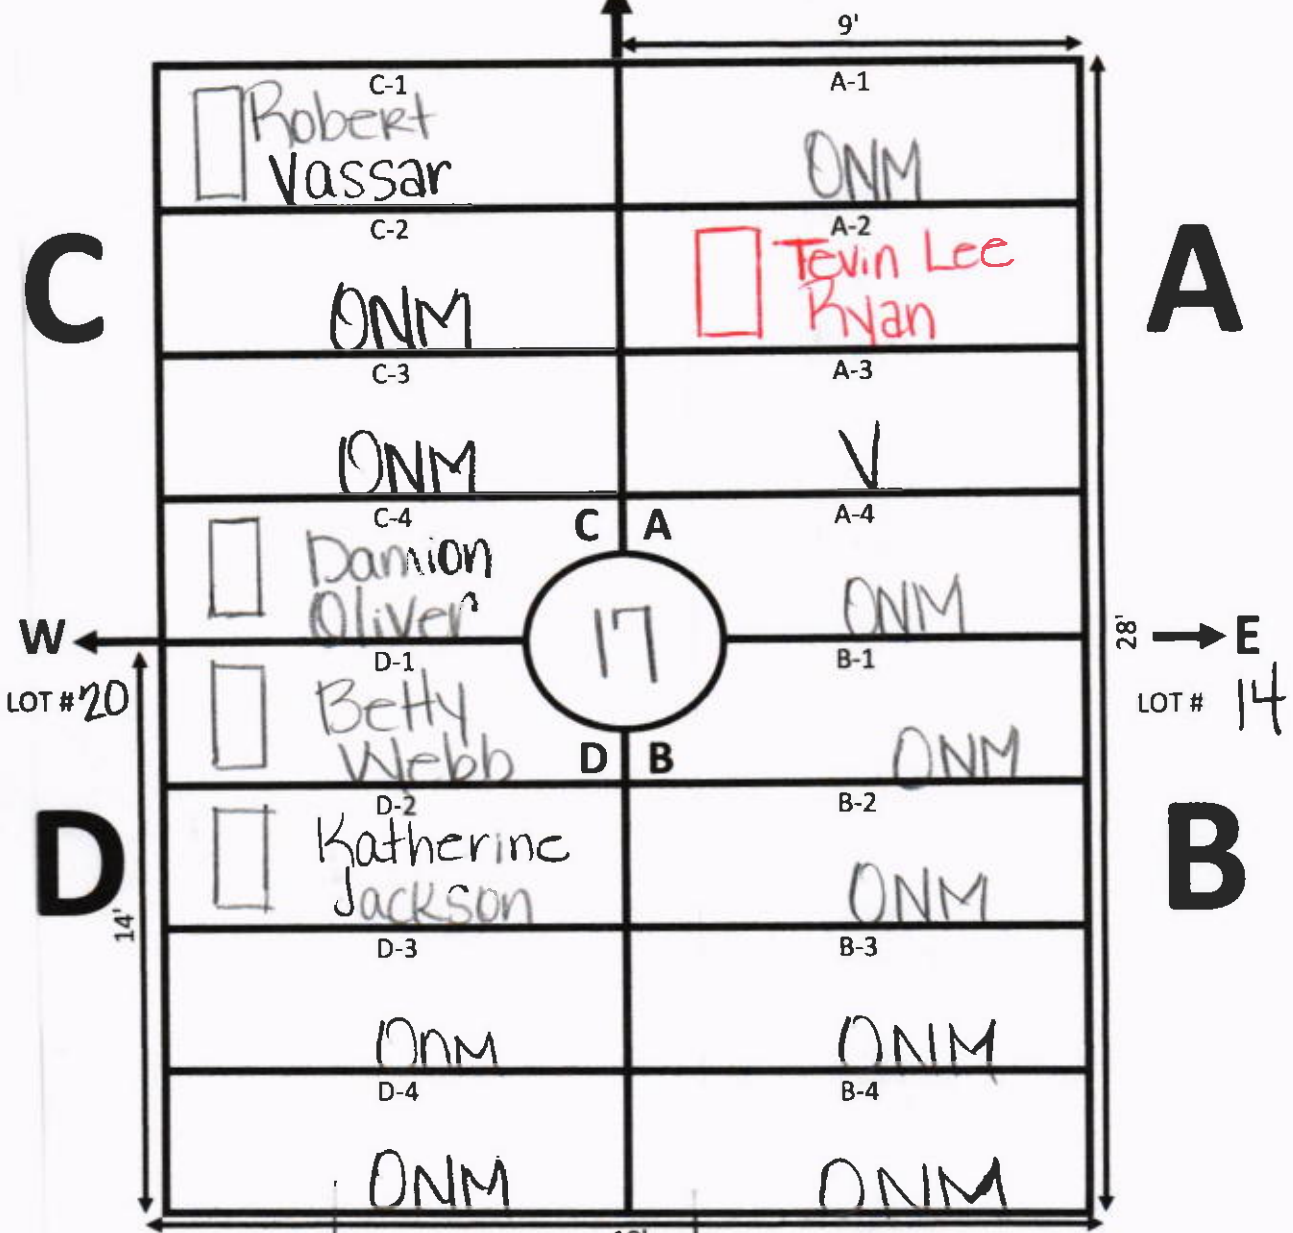 9'
C-1
A-1
Robert
Vassar
ONM
C
C-2
ONM
A-2
Tevin Lee
Ryan
A
C-3
ONM
A-3
V
C-4
Damion
Oliver
C A
A-4
ONM
17
W
LOT #20
28'
E
LOT # 14
D-1
Betty
Webb
B-1
ONM
D B
D
14'
D-2
Katherine
Jackson
B-2
ONM
B
D-3
OnM
B-3
ONM
D-4
ONM
B-4
ONM